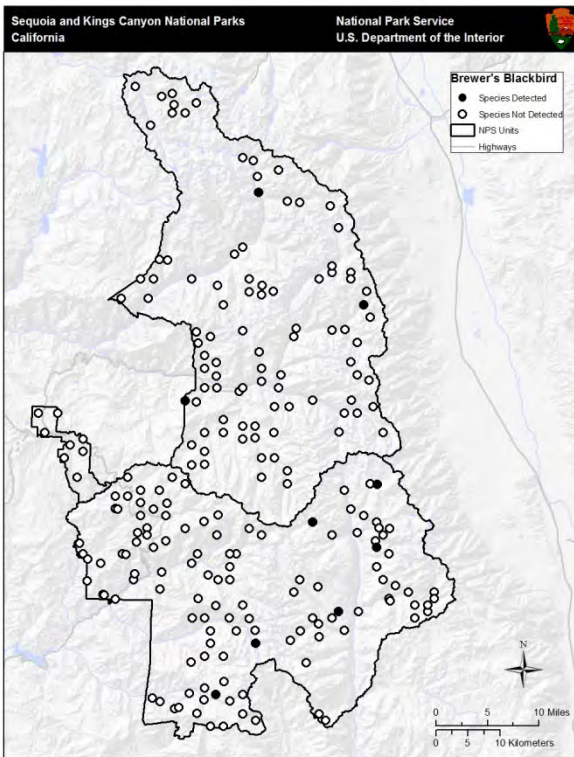 Sequoia and Kings Canyon National Parks
California
National Park Service
U.S. Department of the Interior
Brewer's Blackbird
Species Detected
Species Not Detected
NPS Units
Highways
N
0 5 10 Miles
0 5 10 Kilometers